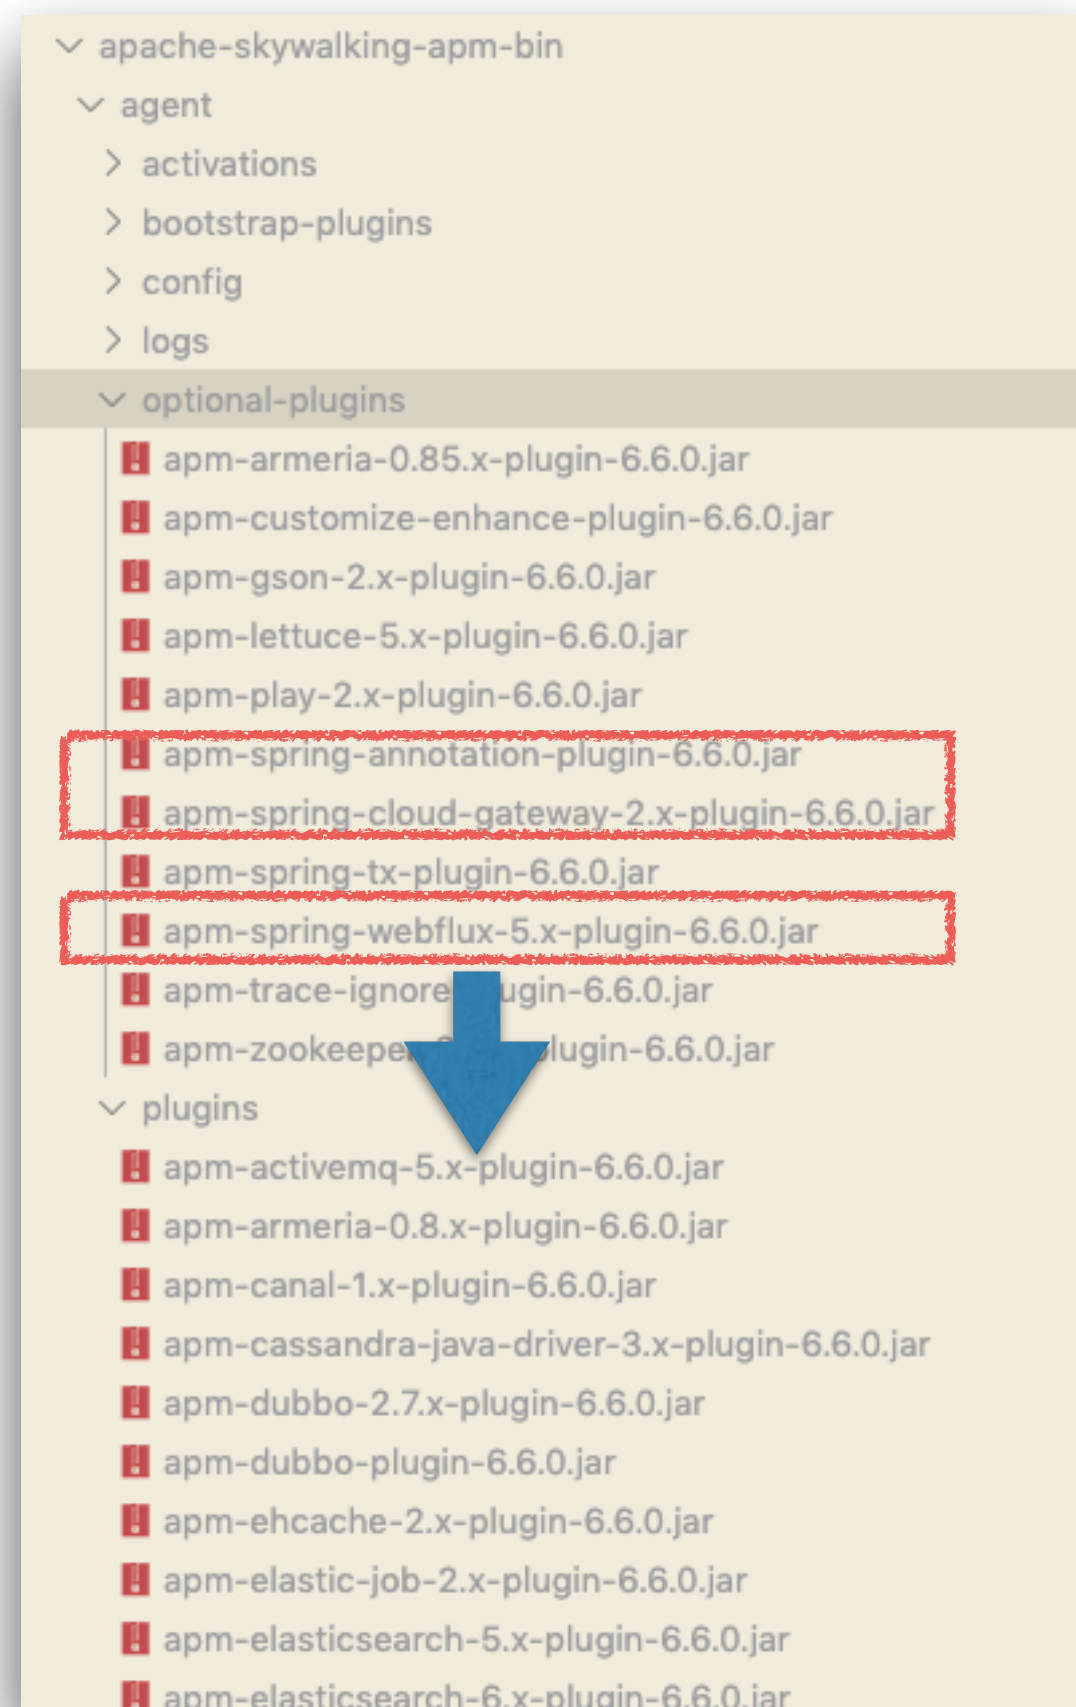 apache-skywalking-apm-bin
agent
activations
bootstrap-plugins
config
logs
optional-plugins
apm-armeria-0.85.x-plugin-6.6.0.jar
apm-customize-enhance-plugin-6.6.0.jar
apm-gson-2.x-plugin-6.6.0.jar
apm-lettuce-5.x-plugin-6.6.0.jar
apm-play-2.x-plugin-6.6.0.jar
apm-spring-annotation-plugin-6.6.0.jar
apm-spring-cloud-gateway-2.x-plugin-6.6.0.jar
apm-spring-tx-plugin-6.6.0.jar
apm-spring-webflux-5.x-plugin-6.6.0.jar
apm-trace-ignore ugin-6.6.0.jar
apm-zookeepe lugin-6.6.0.jar
plugins
apm-activemq-5.x-plugin-6.6.0.jar
apm-armeria-0.8.x-plugin-6.6.0.jar
apm-canal-1.x-plugin-6.6.0.jar
apm-cassandra-java-driver-3.x-plugin-6.6.0.jar
apm-dubbo-2.7.x-plugin-6.6.0.jar
apm-dubbo-plugin-6.6.0.jar
apm-ehcache-2.x-plugin-6.6.0.jar
apm-elastic-job-2.x-plugin-6.6.0.jar
apm-elasticsearch-5.x-plugin-6.6.0.jar
apm-elasticsearch-6.x-plugin-6.6.0.jar